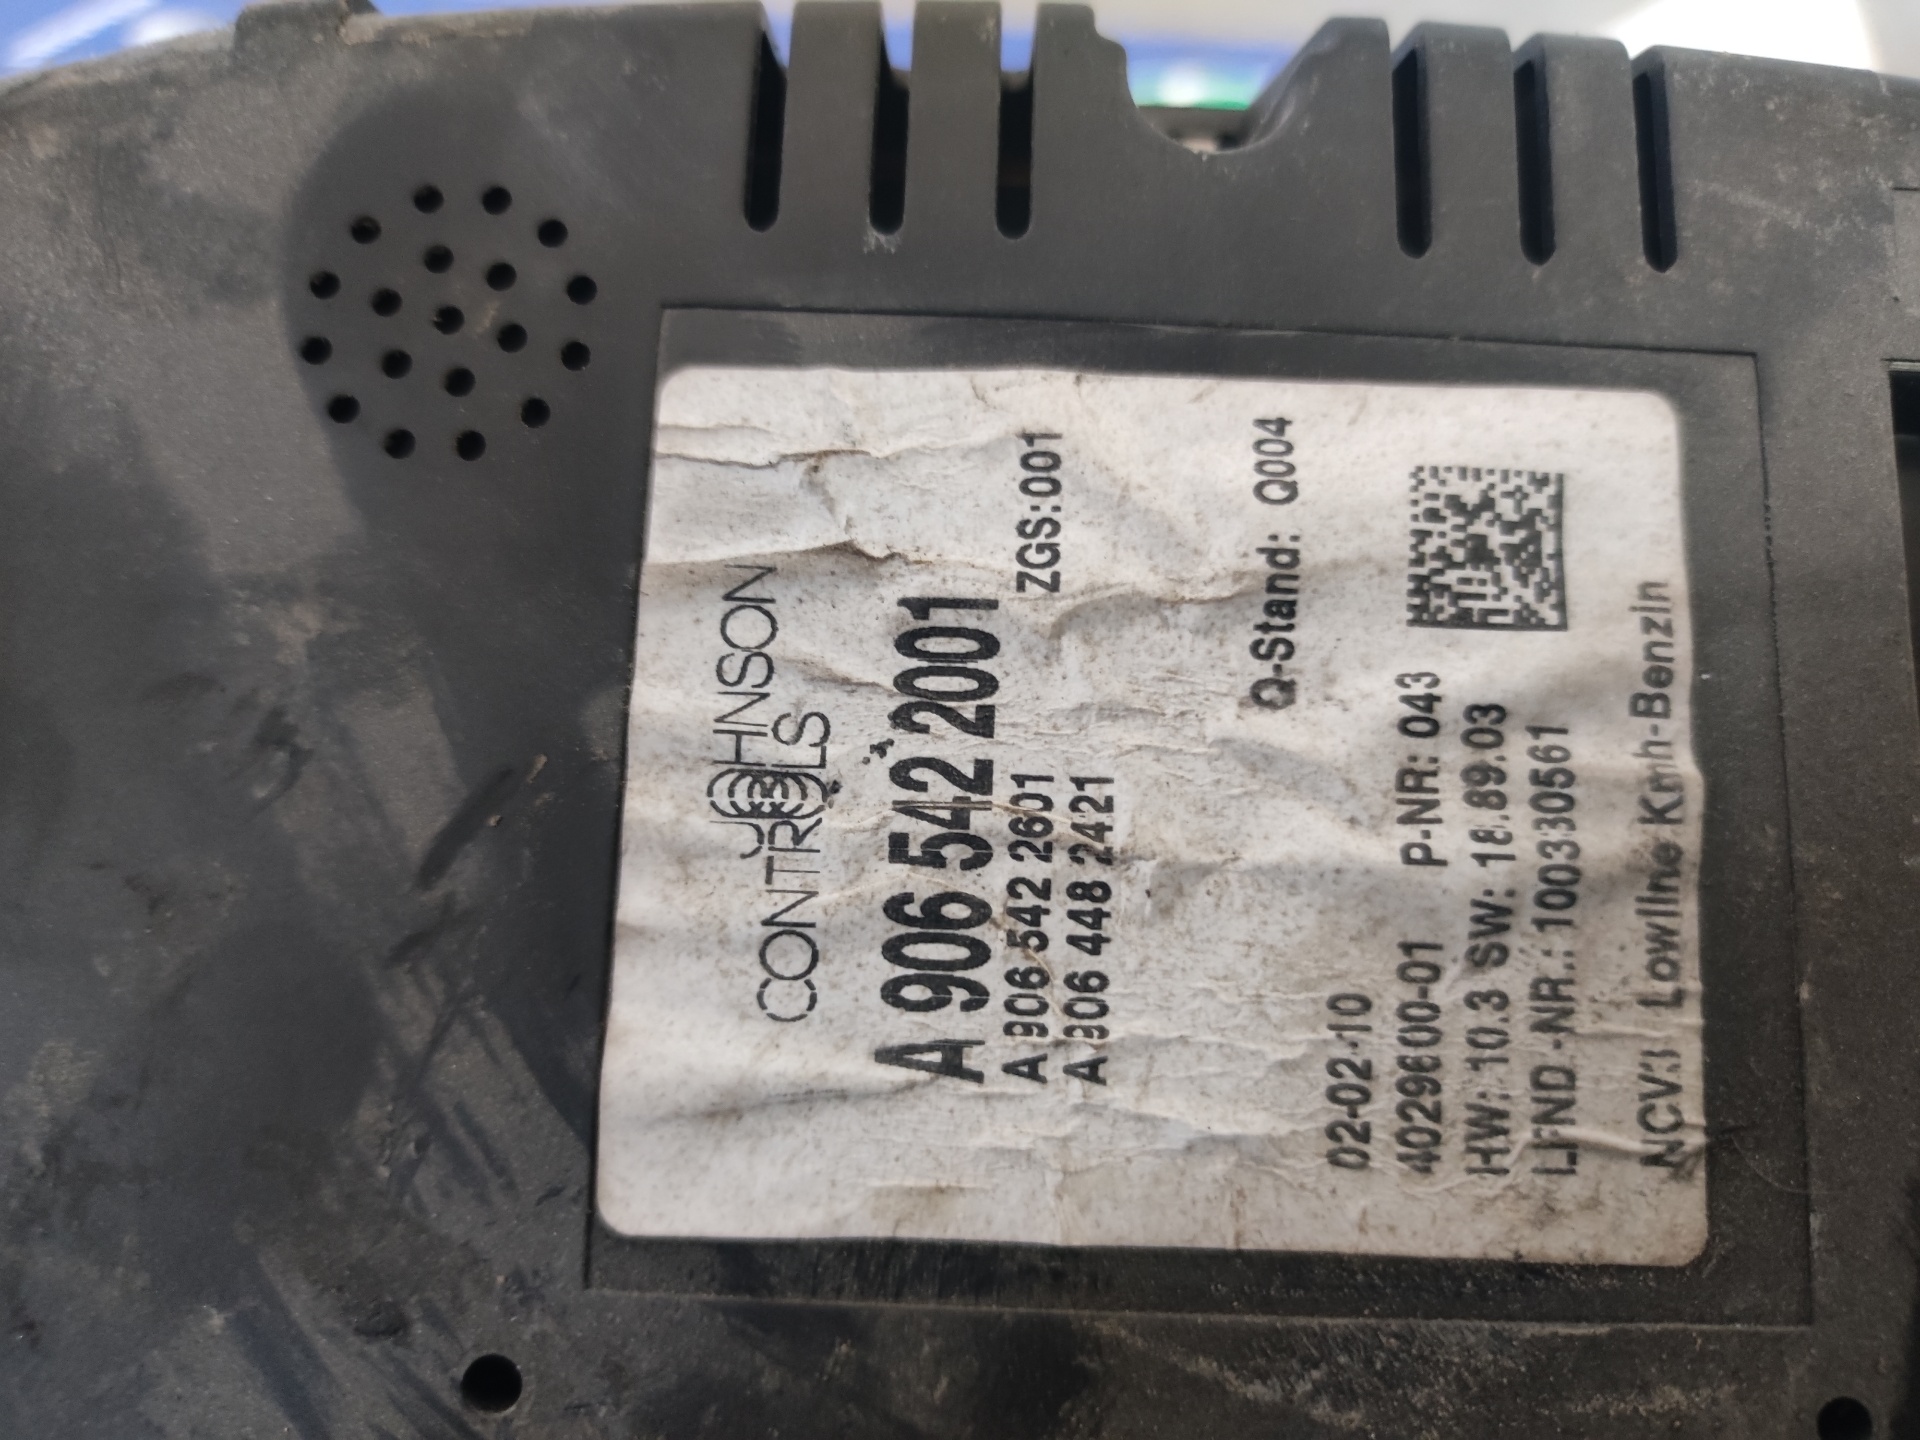 JOHNSON
CONTROLS
A 906 542 2001
A 906 542 2601 ZGS:001
A 906 448 2421
Q-Stand: Q004
02-02-10
4029600-01 P-NR: 043
HW: 10.3 SW: 18.89.03
LFND.-NR.: 100330561
NCV3 Lowline Kmh-Benzin